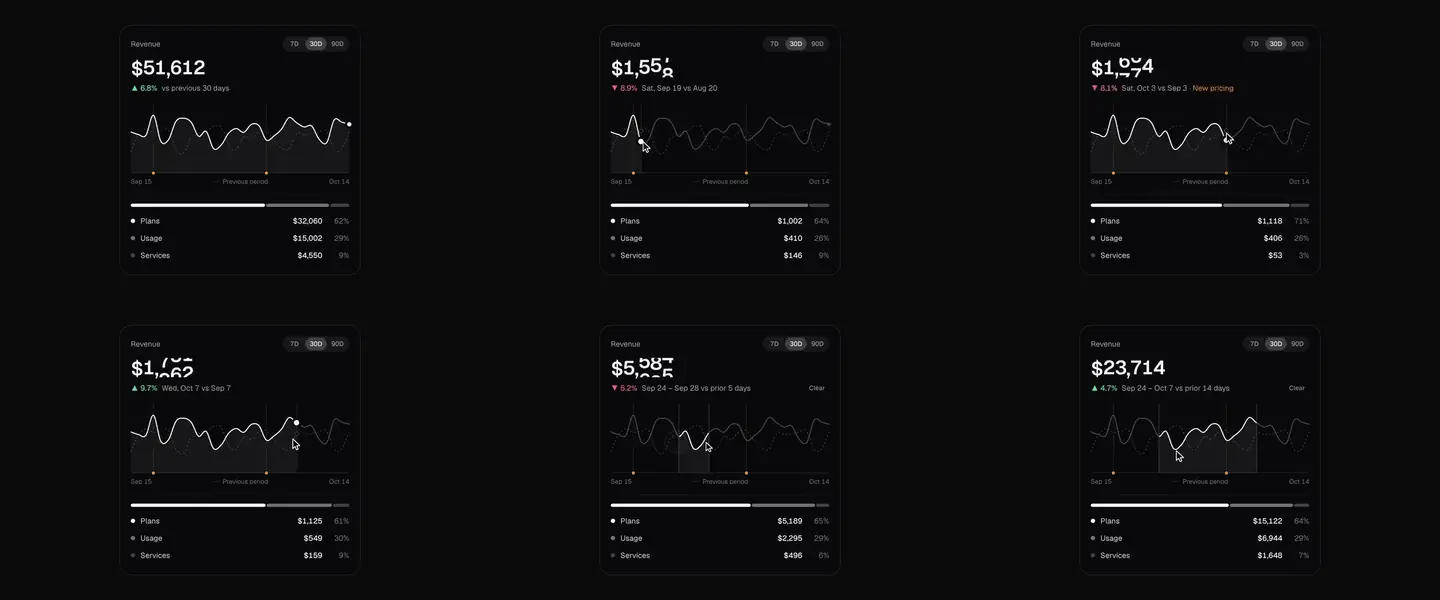 Revenue 7D 30D 90D
$51,612
▲ 6.8% vs previous 30 days
Sep 15 Previous period Oct 14
Plans $32,060 62%
Usage $15,002 29%
Services $4,550 9%
Revenue 7D 30D 90D
▼ 8.9% Sat, Sep 19 vs Aug 20
Sep 15 Previous period Oct 14
Plans $1,002 64%
Usage $410 26%
Services $146 9%
Revenue 7D 30D 90D
▼ 8.1% Sat, Oct 3 vs Sep 3 · New pricing
Sep 15 Previous period Oct 14
Plans $1,118 71%
Usage $406 26%
Services $53 3%
Revenue 7D 30D 90D
▲ 9.7% Wed, Oct 7 vs Sep 7
Sep 15 Previous period Oct 14
Plans $1,125 61%
Usage $549 30%
Services $159 9%
Revenue 7D 30D 90D
▼ 5.2% Sep 24 – Sep 28 vs prior 5 days Clear
Sep 15 Previous period Oct 14
Plans $5,189 65%
Usage $2,295 29%
Services $496 6%
Revenue 7D 30D 90D
$23,714
▲ 4.7% Sep 24 – Oct 7 vs prior 14 days Clear
Sep 15 Previous period Oct 14
Plans $15,122 64%
Usage $6,944 29%
Services $1,648 7%